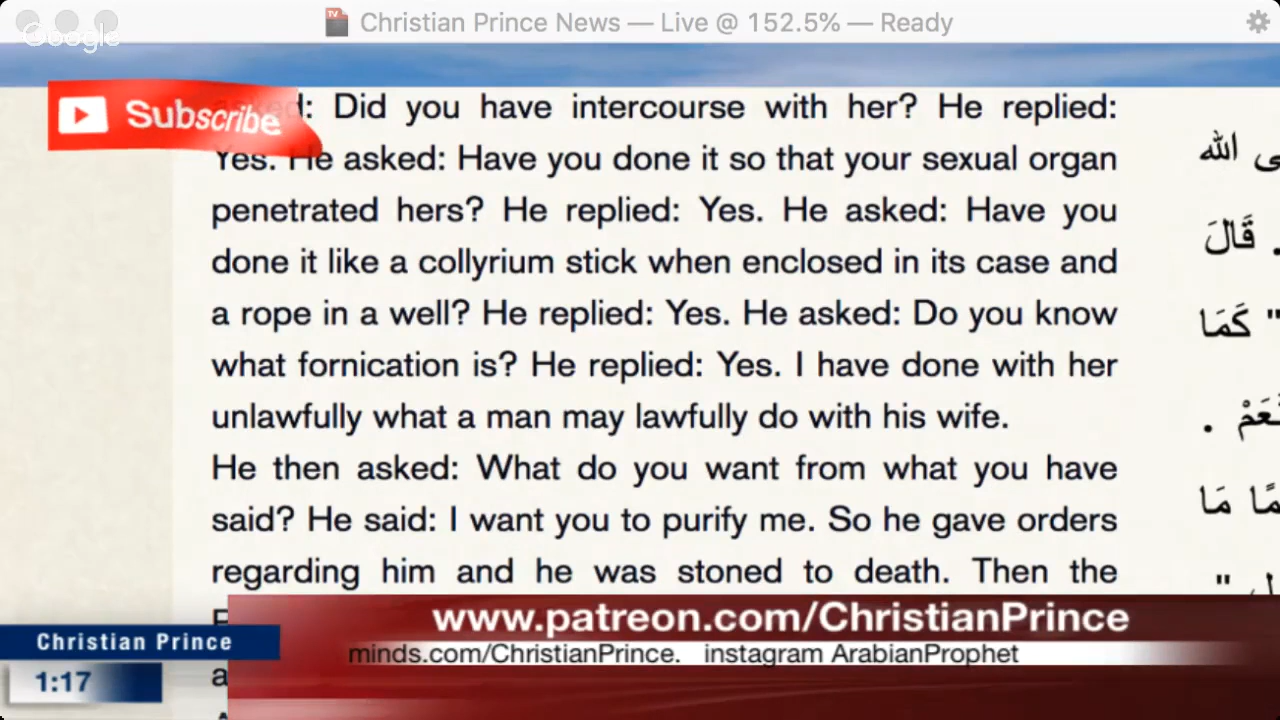 Christian Prince News — Live @ 152.5% — Ready
Google
Subscribe
: Did you have intercourse with her? He replied:
Yes. He asked: Have you done it so that your sexual organ
penetrated hers? He replied: Yes. He asked: Have you
done it like a collyrium stick when enclosed in its case and
a rope in a well? He replied: Yes. He asked: Do you know
what fornication is? He replied: Yes. I have done with her
unlawfully what a man may lawfully do with his wife.
He then asked: What do you want from what you have
said? He said: I want you to purify me. So he gave orders
regarding him and he was stoned to death. Then the
الله
. قَالَ
" كَمَا
مَا
www.patreon.com/ChristianPrince
Christian Prince
minds.com/ChristianPrince. instagram ArabianProphet
1:17